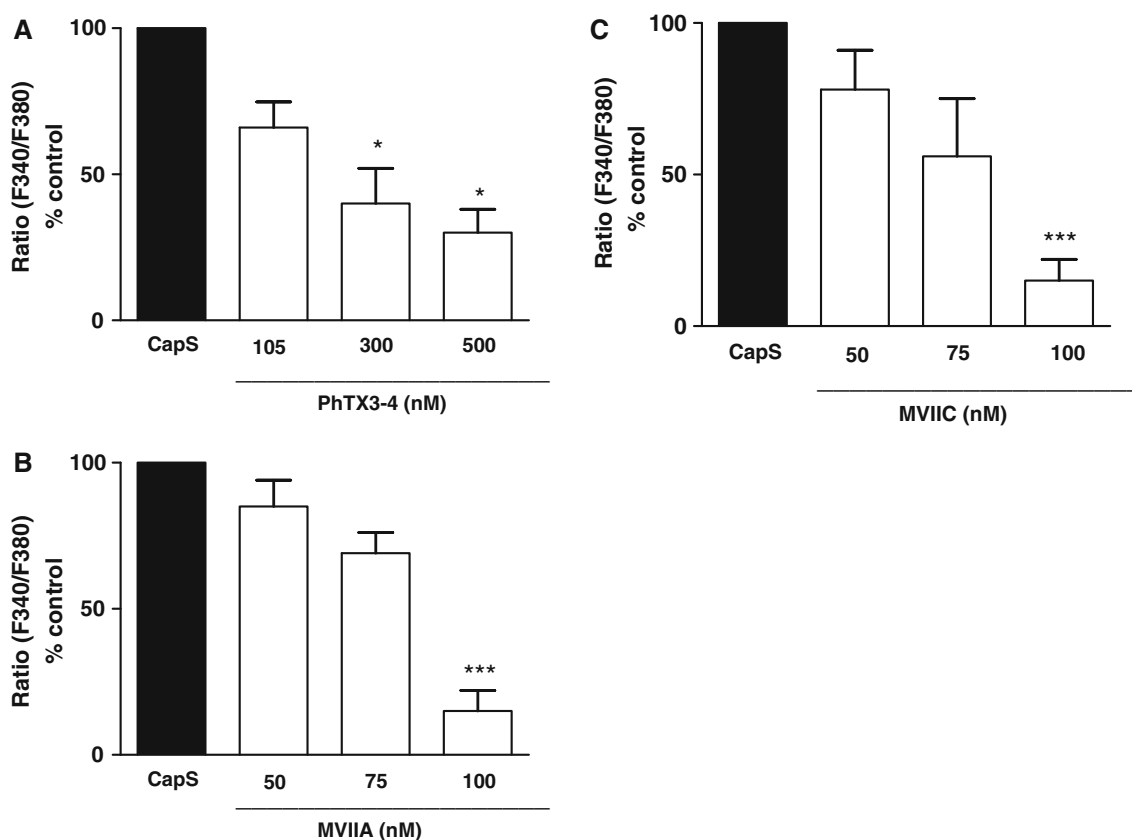 A
Ratio (F340/F380)
% control
100
50
0
*
*
CapS 105 300 500
PhTX3-4 (nM)
B
Ratio (F340/F380)
% control
100
50
0
***
CapS 50 75 100
MVIIA (nM)
C
Ratio (F340/F380)
% control
100
50
0
***
CapS 50 75 100
MVIIC (nM)